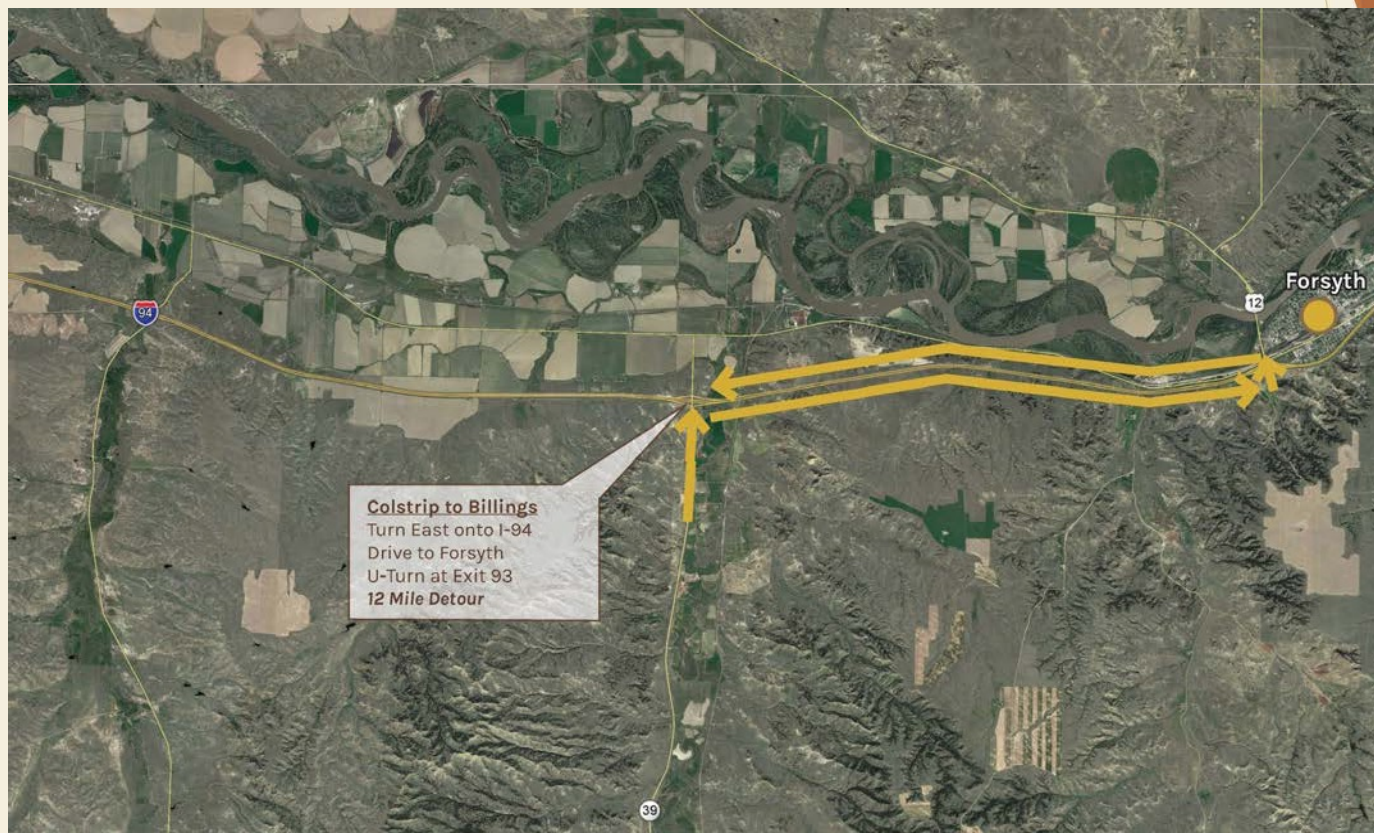 94
12
Forsyth
Colstrip to Billings
Turn East onto I-94
Drive to Forsyth
U-Turn at Exit 93
12 Mile Detour
39